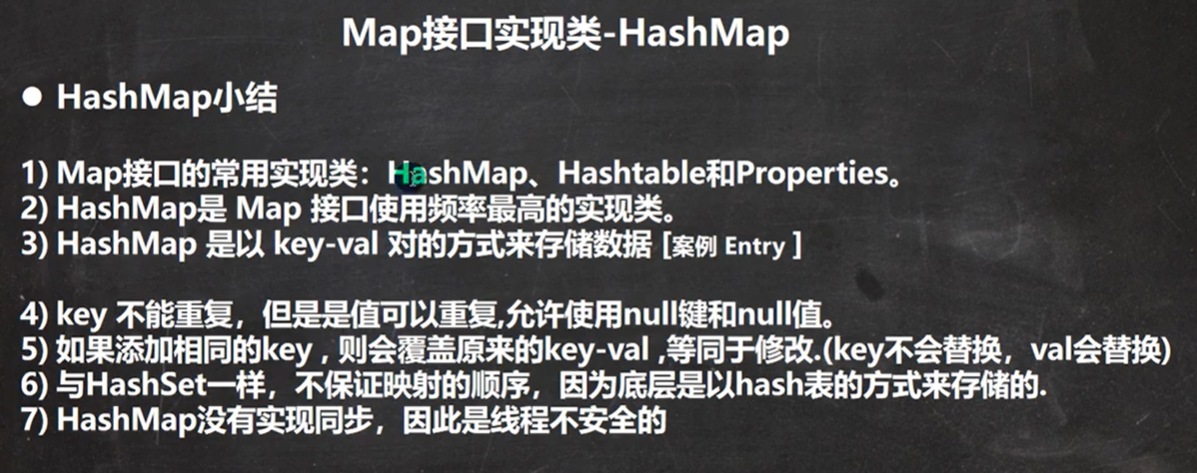 Map接口实现类-HashMap
● HashMap小结
1) Map接口的常用实现类：HashMap、Hashtable和Properties。
2) HashMap是 Map 接口使用频率最高的实现类。
3) HashMap 是以 key-val 对的方式来存储数据 [案例 Entry ]
4) key 不能重复，但是是值可以重复,允许使用null键和null值。
5) 如果添加相同的key , 则会覆盖原来的key-val ,等同于修改.(key不会替换，val会替换)
6) 与HashSet一样，不保证映射的顺序，因为底层是以hash表的方式来存储的.
7) HashMap没有实现同步，因此是线程不安全的